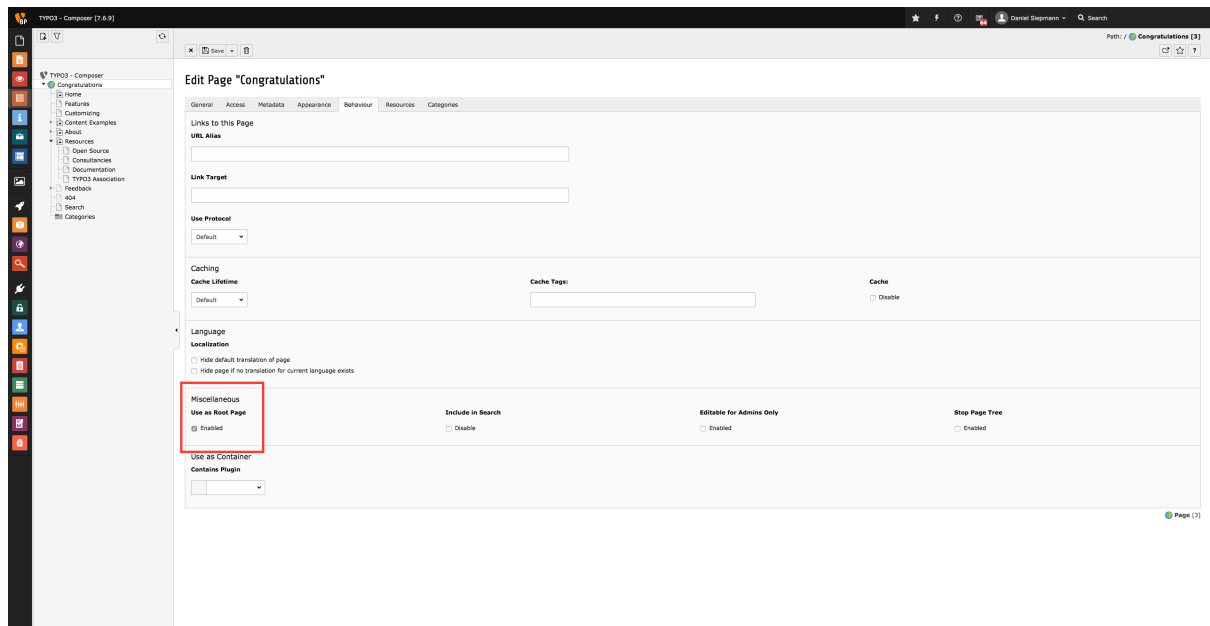 TYPO3 - Composer [7.6.9]
64
Daniel Siepmann
Search
Path: / Congratulations [3]
Save
?
TYPO3 - Composer
Congratulations
Home
Features
Customizing
Content Examples
About
Resources
Open Source
Consultancies
Documentation
TYPO3 Association
Feedback
404
Search
Categories
Edit Page "Congratulations"
General Access Metadata Appearance Behaviour Resources Categories
Links to this Page
URL Alias
Link Target
Use Protocol
Default
Caching
Cache Lifetime Cache Tags: Cache
Default Disable
Language
Localization
Hide default translation of page
Hide page if no translation for current language exists
Miscellaneous
Use as Root Page Include in Search Editable for Admins Only Stop Page Tree
Enabled Disable Enabled Enabled
Use as Container
Contains Plugin
Page [3]